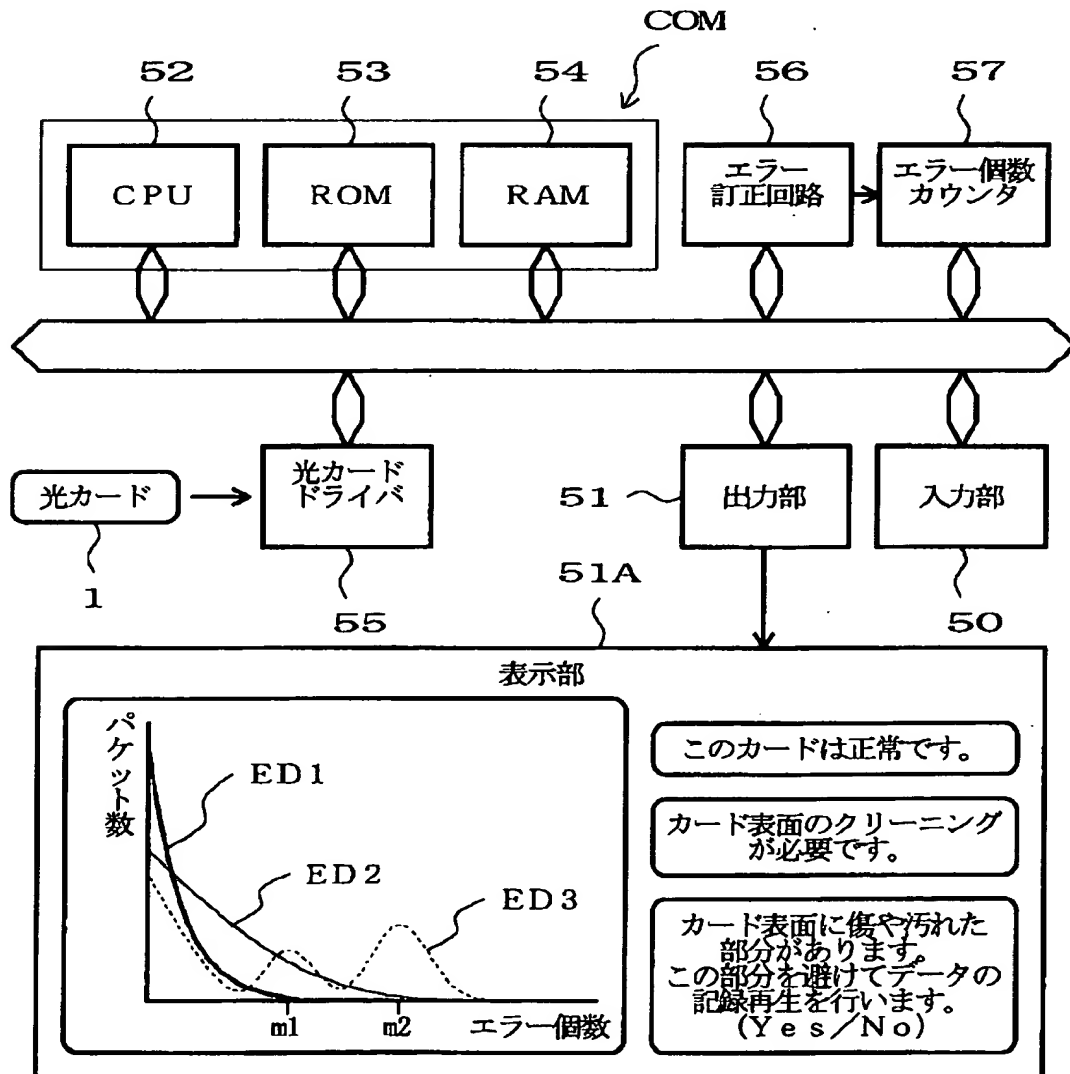 COM
52
53
54
56
57
CPU
ROM
RAM
エラー
訂正回路
エラー個数
カウンタ
光カード
光カード
ドライバ
51
出力部
入力部
1
55
51A
50
表示部
パケット数
ED1
ED2
ED3
m1
m2
エラー個数
このカードは正常です。
カード表面のクリーニング
が必要です。
カード表面に傷や汚れた
部分があります。
この部分を避けてデータの
記録再生を行います。
(Yes/No)